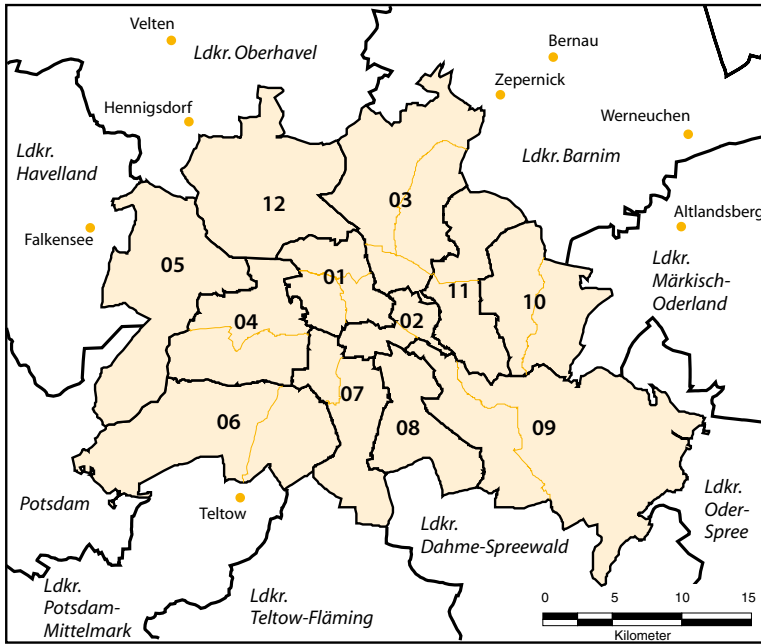 Velten
Ldkr. Oberhavel
Bernau
Zepernick
Hennigsdorf
Werneuchen
Ldkr.
Havelland
Ldkr. Barnim
03
12
Altlandsberg
Falkensee
Ldkr.
Märkisch-
Oderland
05
01
11
10
04
02
07
06
08
09
Potsdam
Teltow
Ldkr.
Oder-
Spree
Ldkr.
Dahme-Spreewald
Ldkr.
Potsdam-
Mittelmark
Ldkr.
Teltow-Fläming
0 5 10 15
Kilometer